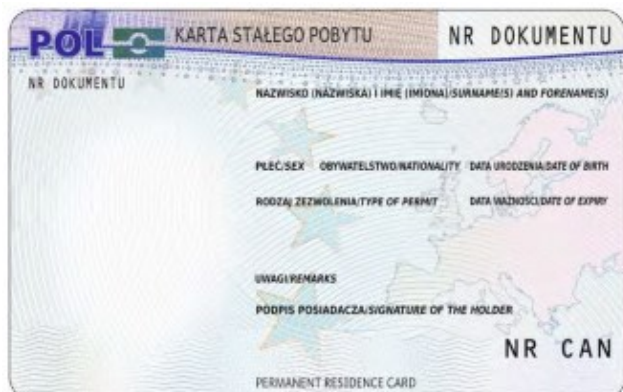 POL KARTA STAŁEGO POBYTU NR DOKUMENTU
NR DOKUMENTU
NAZWISKO (NAZWISKA) I IMIĘ (IMIONA)/SURNAME(S) AND FORENAME(S)
PŁEĆ/SEX OBYWATELSTWO/NATIONALITY DATA URODZENIA/DATE OF BIRTH
RODZAJ ZEZWOLENIA/TYPE OF PERMIT DATA WAŻNOŚCI/DATE OF EXPIRY
UWAGI/REMARKS
PODPIS POSIADACZA/SIGNATURE OF THE HOLDER
NR CAN
PERMANENT RESIDENCE CARD